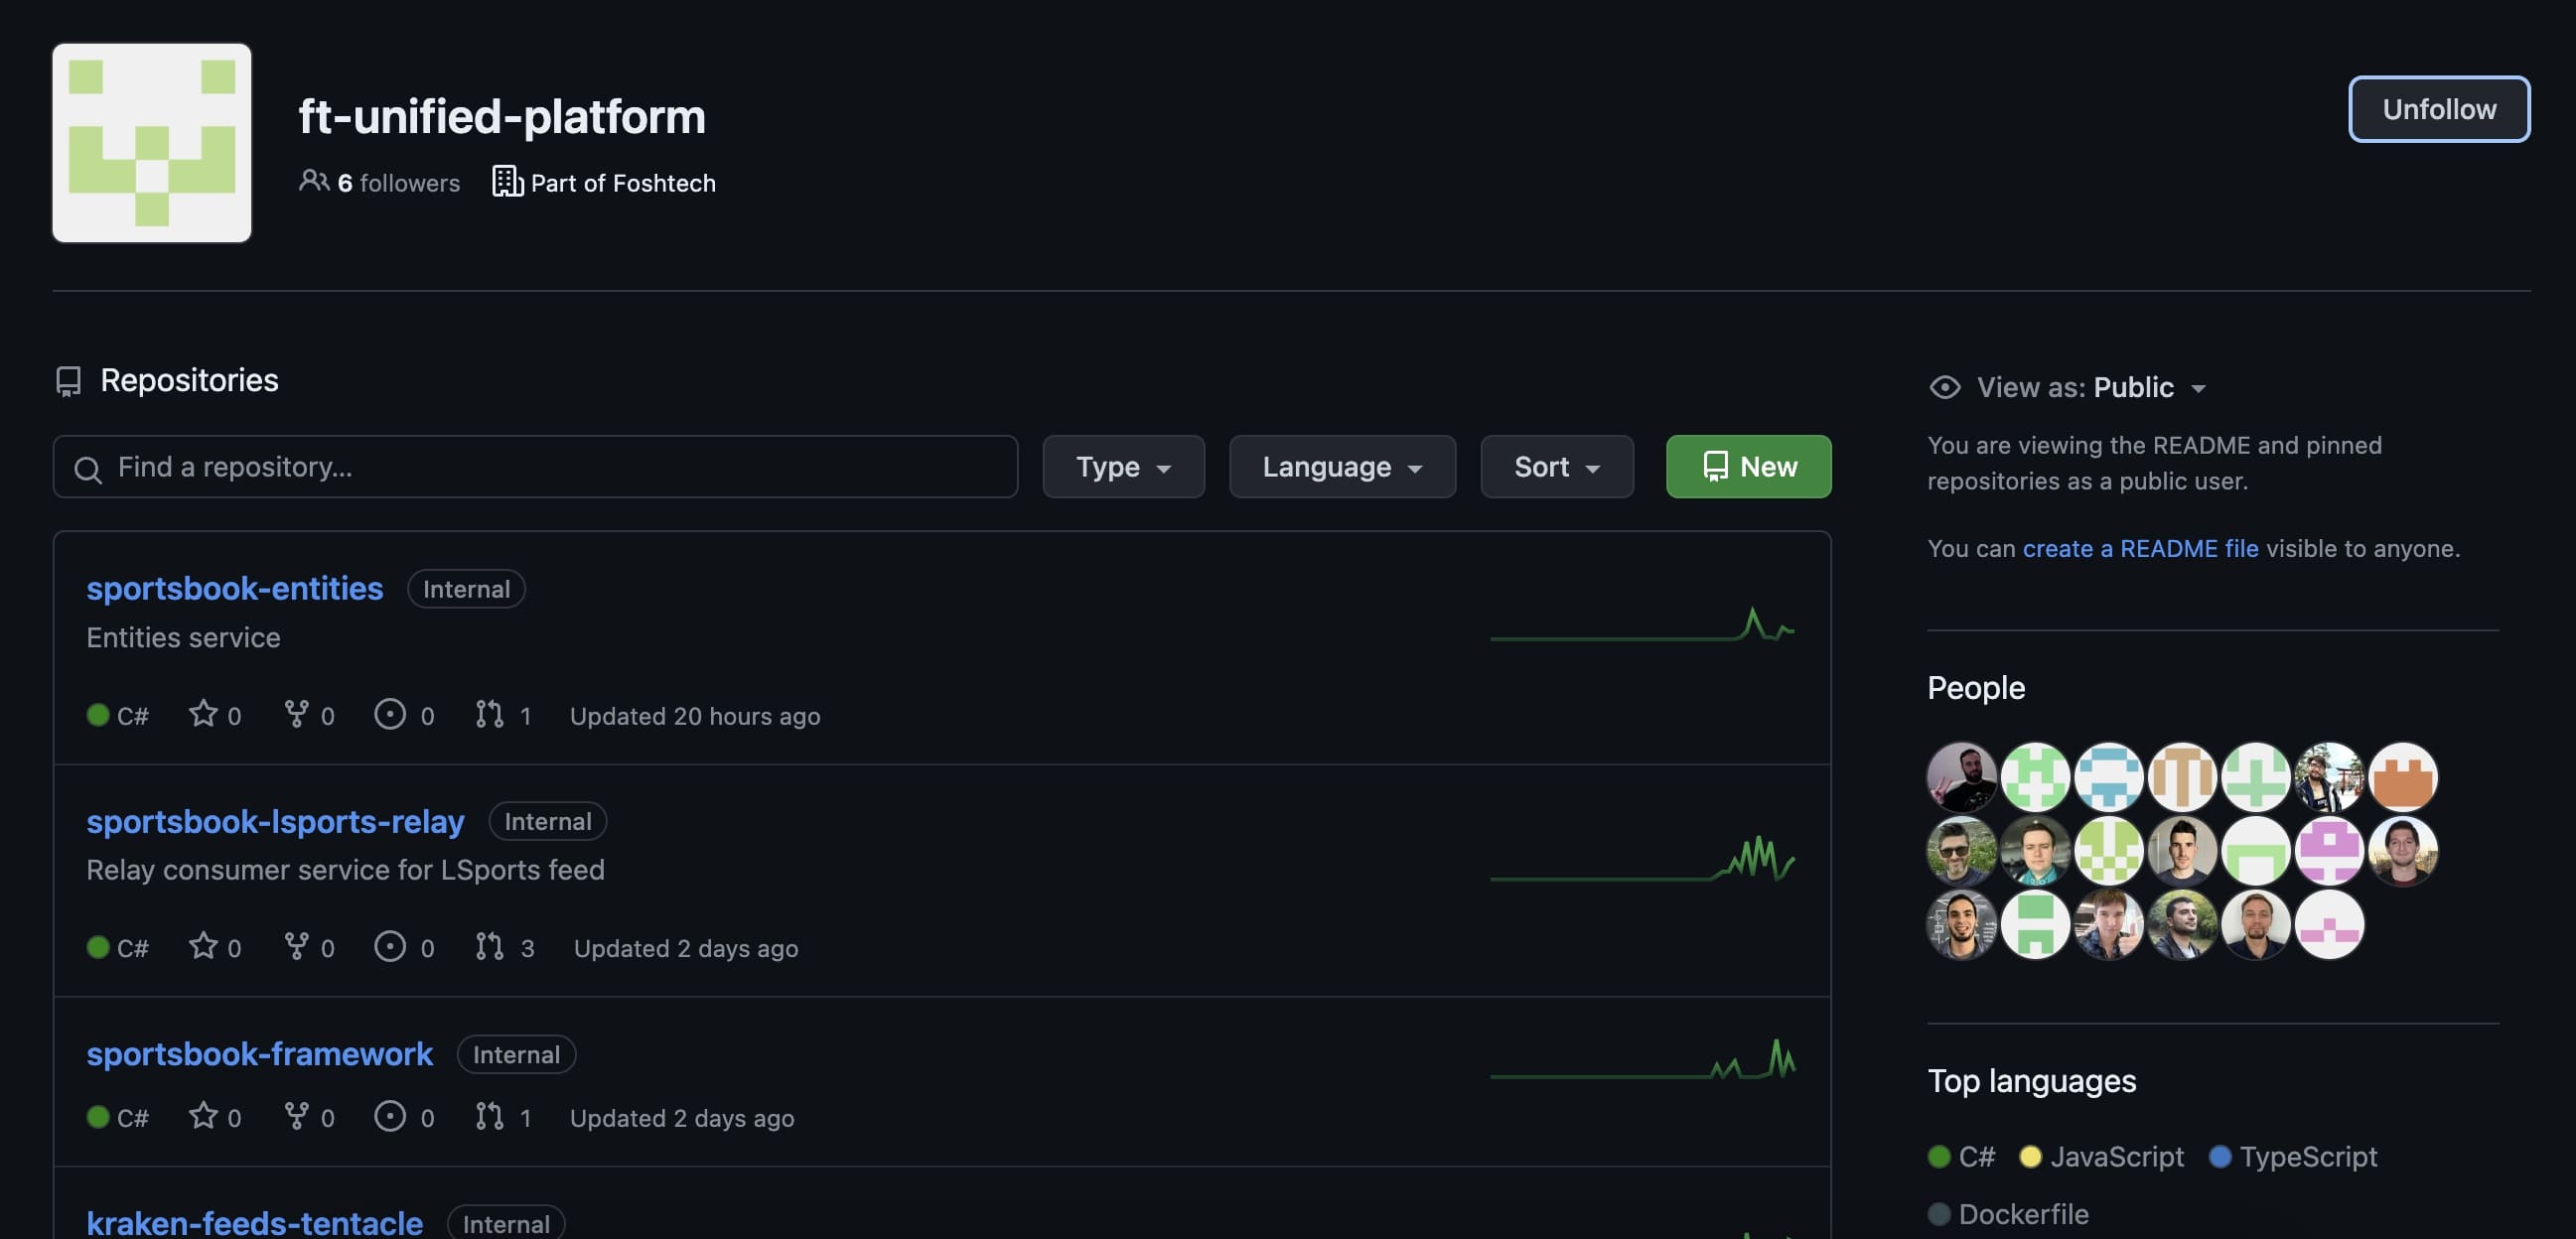 ft-unified-platform
6 followers Part of Foshtech
Unfollow
Repositories
Find a repository...
Type
Language
Sort
New
sportsbook-entities Internal
Entities service
C# 0 0 0 1 Updated 20 hours ago
sportsbook-lsports-relay Internal
Relay consumer service for LSports feed
C# 0 0 0 3 Updated 2 days ago
sportsbook-framework Internal
C# 0 0 0 1 Updated 2 days ago
kraken-feeds-tentacle Internal
View as: Public
You are viewing the README and pinned
repositories as a public user.
You can create a README file visible to anyone.
People
Top languages
C# JavaScript TypeScript
Dockerfile